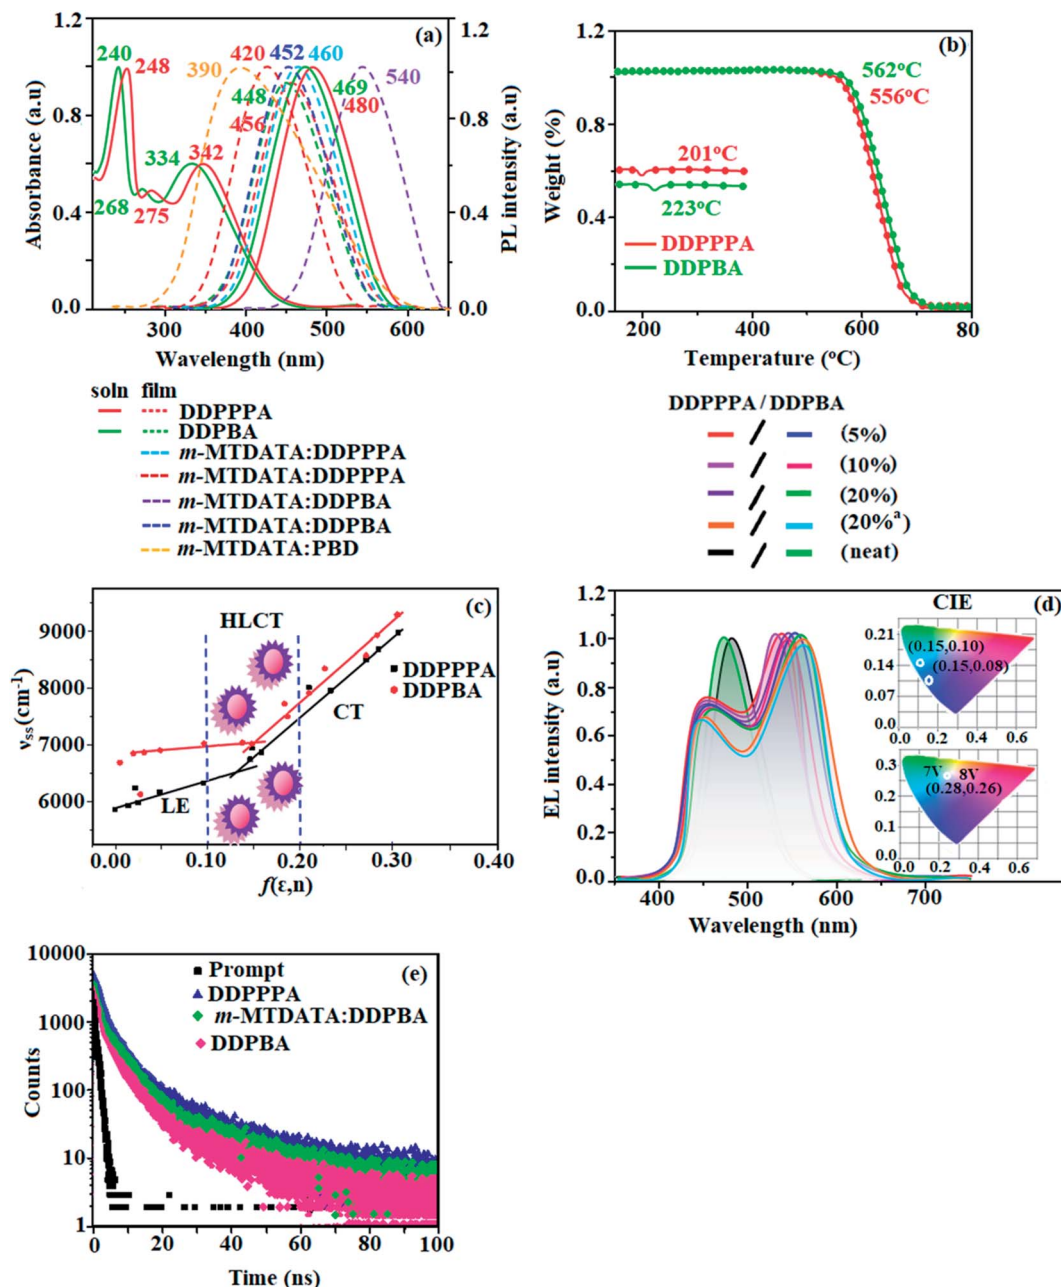 (a)
1.2 1.2
240 248 390 420 452 460 540
448 469
456 480
334 342
268 275
0.8 0.8
0.4 0.4
0.0 0.0
Absorbance (a.u)
PL intensity (a.u)
300 400 500 600
Wavelength (nm)
soln film
DDPPPA
DDPBA
m-MTDATA:DDPPPA
m-MTDATA:DDPPPA
m-MTDATA:DDPBA
m-MTDATA:DDPBA
m-MTDATA:PBD
(b)
1.2
562°C
556°C
0.9
201°C
0.6
223°C
0.3
DDPPPA
DDPBA
0.0
Weight (%)
200 400 600 80
Temperature (°C)
DDPPPA / DDPBA
(5%)
(10%)
(20%)
(20%ª)
(neat)
(c)
HLCT
9000
8000
7000
6000
DDPPPA
DDPBA
CT
LE
νss(cm⁻¹)
0.00 0.10 0.20 0.30 0.40
f(ε,n)
(d)
CIE
1.2
1.0
0.8
0.6
0.4
0.2
0.0
EL intensity (a.u)
0.21
(0.15,0.10)
0.14
(0.15,0.08)
0.07
0.0
0.0 0.2 0.4 0.6
0.3
7V 8V
0.2
(0.28,0.26)
0.1
0.0
0.0 0.2 0.4 0.6
400 500 600 700
Wavelength (nm)
(e)
10000
1000
100
10
1
Counts
Prompt
DDPPPA
m-MTDATA:DDPBA
DDPBA
0 20 40 60 80 100
Time (ns)